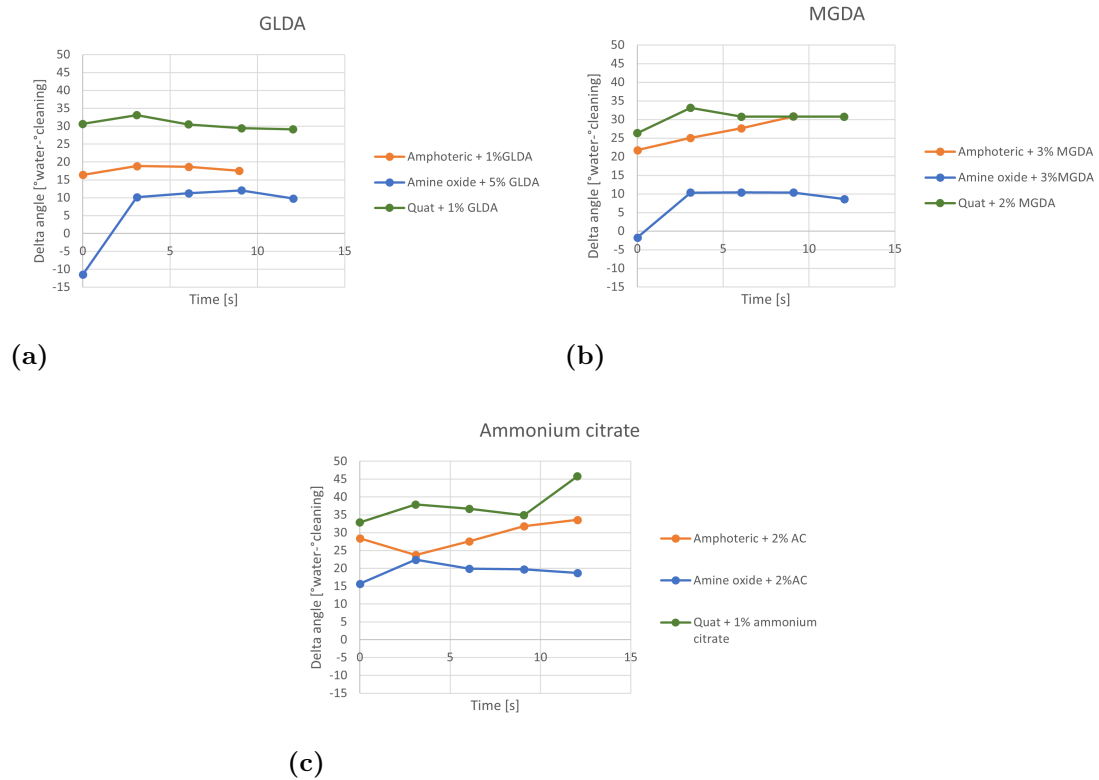 GLDA
Delta angle [°water-°cleaning]
50
45
40
35
30
25
20
15
10
5
0
-5
-10
-15
0
5
10
15
Time [s]
Amphoteric + 1%GLDA
Amine oxide + 5% GLDA
Quat + 1% GLDA
(a)
MGDA
Delta angle [°water-°cleaning]
50
45
40
35
30
25
20
15
10
5
0
-5
-10
-15
0
5
10
15
Time [s]
Amphoteric + 3% MGDA
Amine oxide + 3%MGDA
Quat + 2% MGDA
(b)
Ammonium citrate
Delta angle [°water-°cleaning]
50
45
40
35
30
25
20
15
10
5
0
-5
-10
-15
0
5
10
15
Time [s]
Amphoteric + 2% AC
Amine oxide + 2%AC
Quat + 1% ammonium
citrate
(c)